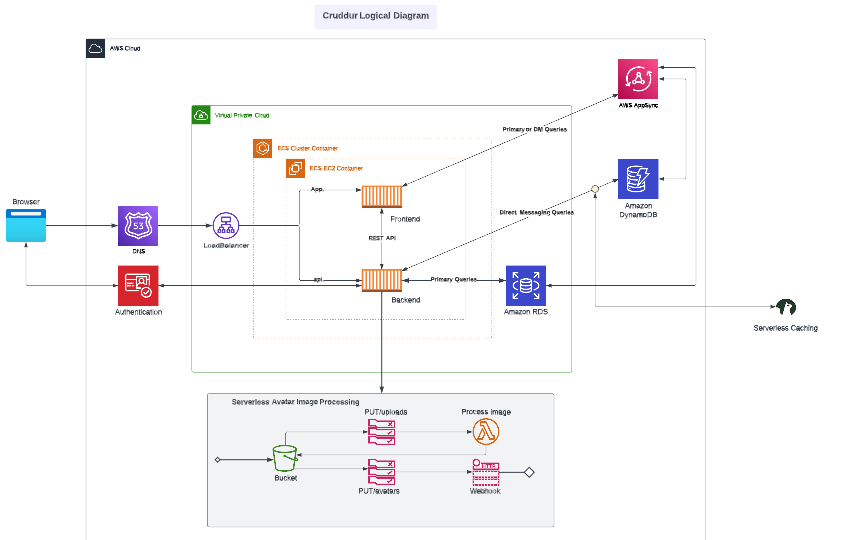 Cruddur Logical Diagram
AWS Cloud
AWS AppSync
Virtual Private Cloud
Primary or DM Queries
ECS Cluster Container
ECS EC2 Container
App.
Frontend
Browser
53
DNS
LoadBalancer
Direct Messaging Queries
Amazon
DynamoDB
REST API
api.
Backend
Primary Queries
Amazon RDS
Authentication
Serverless Caching
Serverless Avatar Image Processing
PUT/uploads
Process Image
Bucket
PUT/avatars
HTTP
Webhook